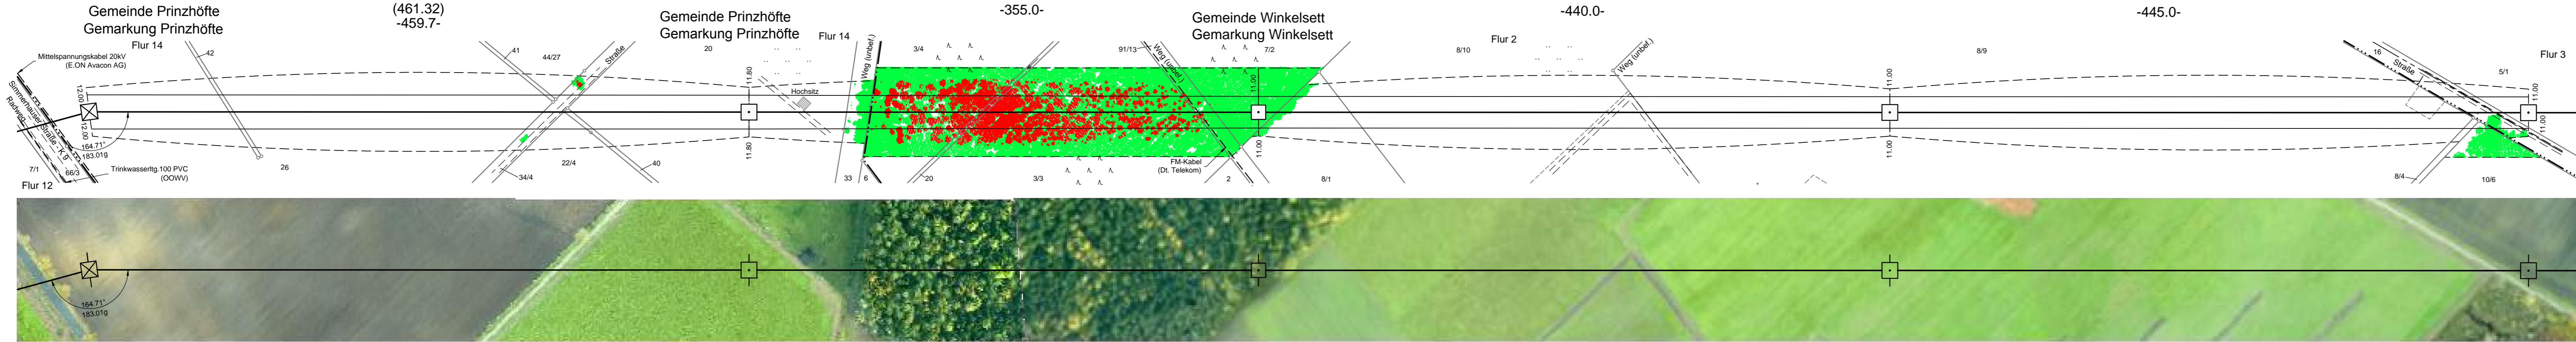 Gemeinde Prinzhöfte
Gemarkung Prinzhöfte
Flur 14
(461.32)
-459.7-
Gemeinde Prinzhöfte
Gemarkung Prinzhöfte
Flur 14
-355.0-
Gemeinde Winkelsett
Gemarkung Winkelsett
Flur 2
-440.0-
-445.0-
Flur 3
Mittelspannungskabel 20kV
(E.ON Avacon AG)
42
41
44/27
Straße
20
11.80
Hochsitz
Weg (unbef.)
3/4
91/13
Weg (unbef.)
7/2
11.00
8/10
Weg (unbef.)
11.00
8/9
16
Straße
5/1
11.00
12.00
12.00
Simmerhauser Straße - K 9
Radweg
164.71°
183.01g
7/1
66/3
Flur 12
Trinkwasserltg.100 PVC
(OOWV)
26
34/4
22/4
40
11.80
33
6
20
3/3
FM-Kabel
(Dt. Telekom)
2
11.00
8/1
11.00
11.00
8/4
10/6
164.71°
183.01g